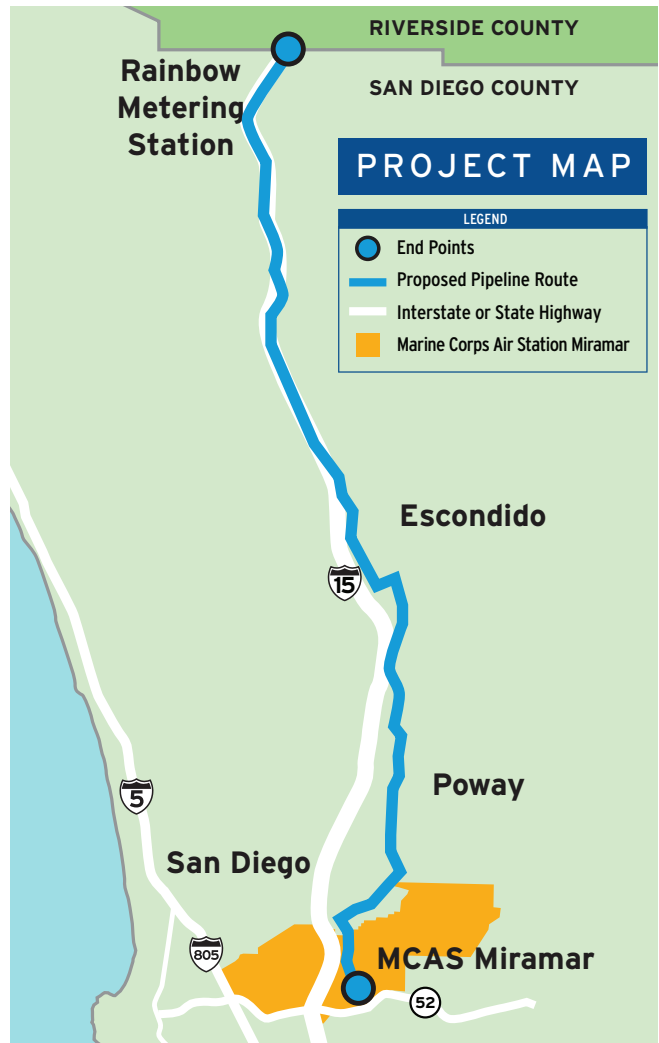 RIVERSIDE COUNTY
SAN DIEGO COUNTY
Rainbow
Metering
Station
PROJECT MAP
LEGEND
End Points
Proposed Pipeline Route
Interstate or State Highway
Marine Corps Air Station Miramar
Escondido
15
5
Poway
San Diego
805
MCAS Miramar
52